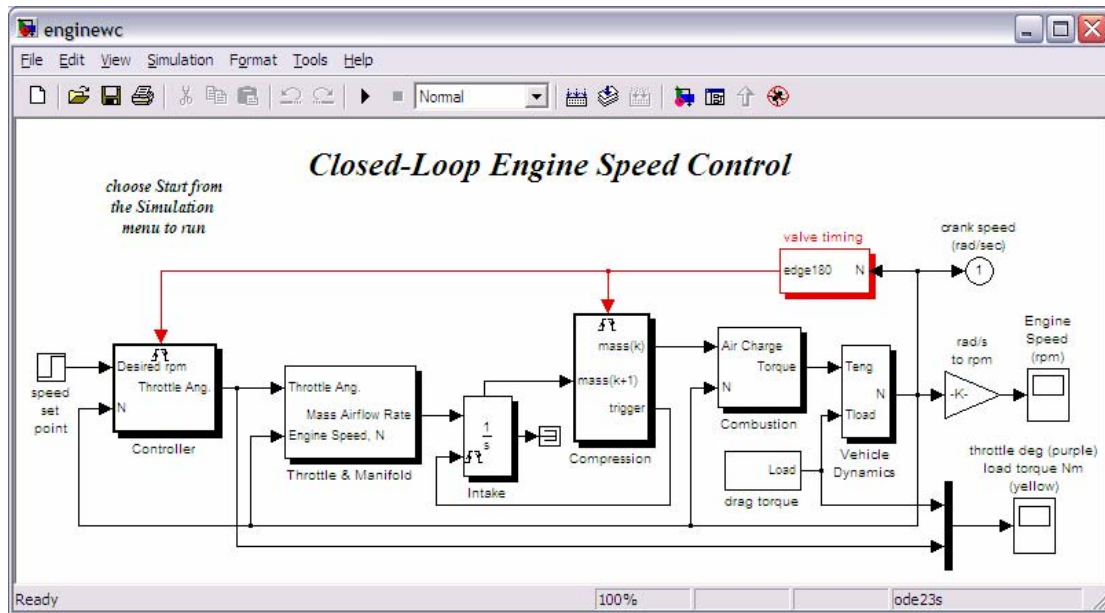 enginewc
File Edit View Simulation Format Tools Help
Normal
Closed-Loop Engine Speed Control
choose Start from
the Simulation
menu to run
valve timing
edge180 N
crank speed
(rad/sec)
1
Desired rpm
Throttle Ang.
N
Controller
speed
set
point
Throttle Ang.
Mass Airflow Rate
Engine Speed, N
Throttle & Manifold
1
s
Intake
mass(k)
mass(k+1)
trigger
Compression
Air Charge
Torque
N
Combustion
Teng
N
Tload
Vehicle
Dynamics
Load
drag torque
rad/s
to rpm
-K-
Engine
Speed
(rpm)
throttle deg (purple)
load torque Nm
(yellow)
Ready 100% ode23s